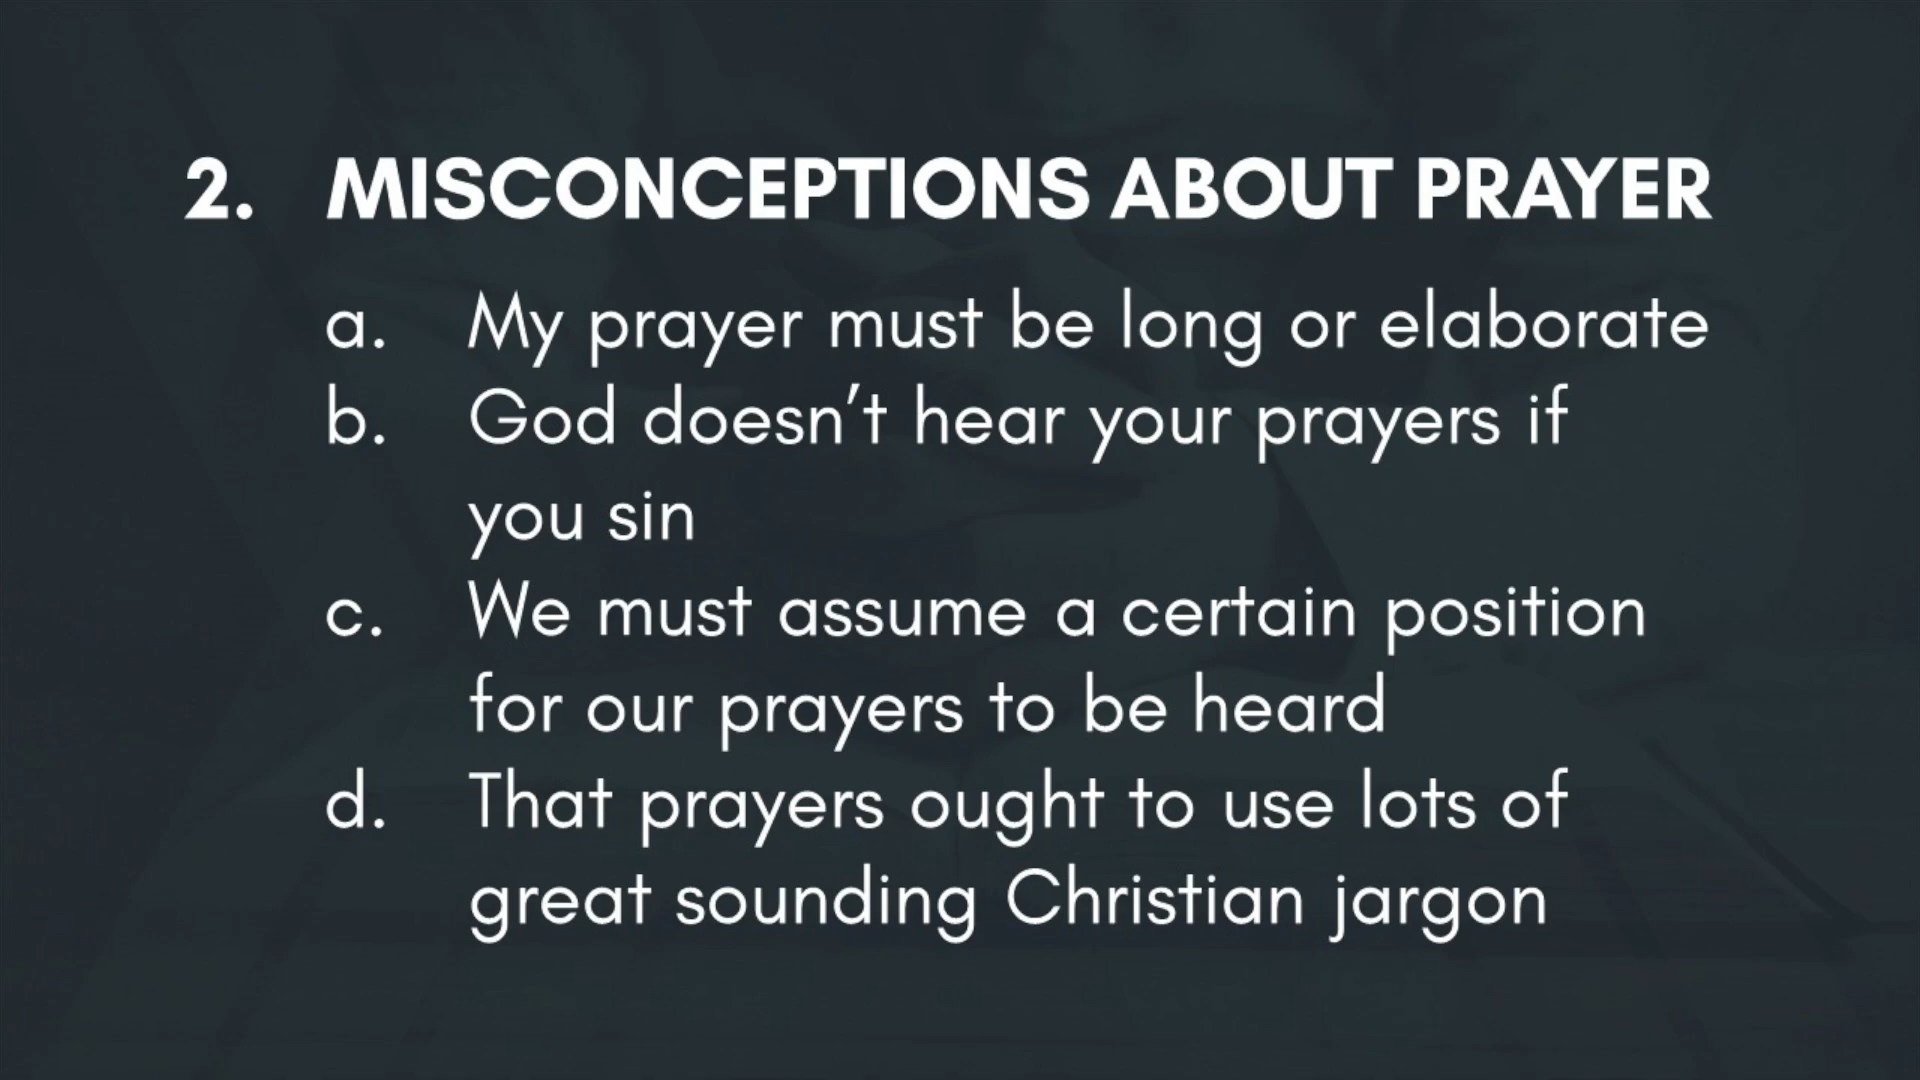 2. MISCONCEPTIONS ABOUT PRAYER
a. My prayer must be long or elaborate
b. God doesn’t hear your prayers if
you sin
c. We must assume a certain position
for our prayers to be heard
d. That prayers ought to use lots of
great sounding Christian jargon